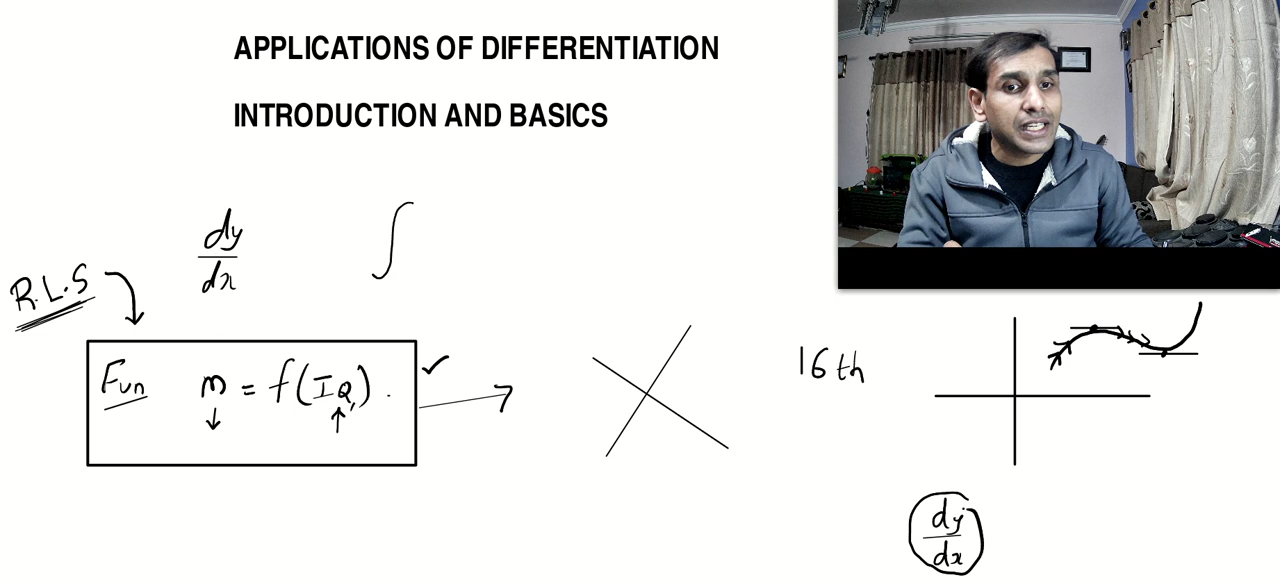 APPLICATIONS OF DIFFERENTIATION
INTRODUCTION AND BASICS
dy
dx
∫
R.L.S
Fun m = f(IQ).
16th
dy
dx